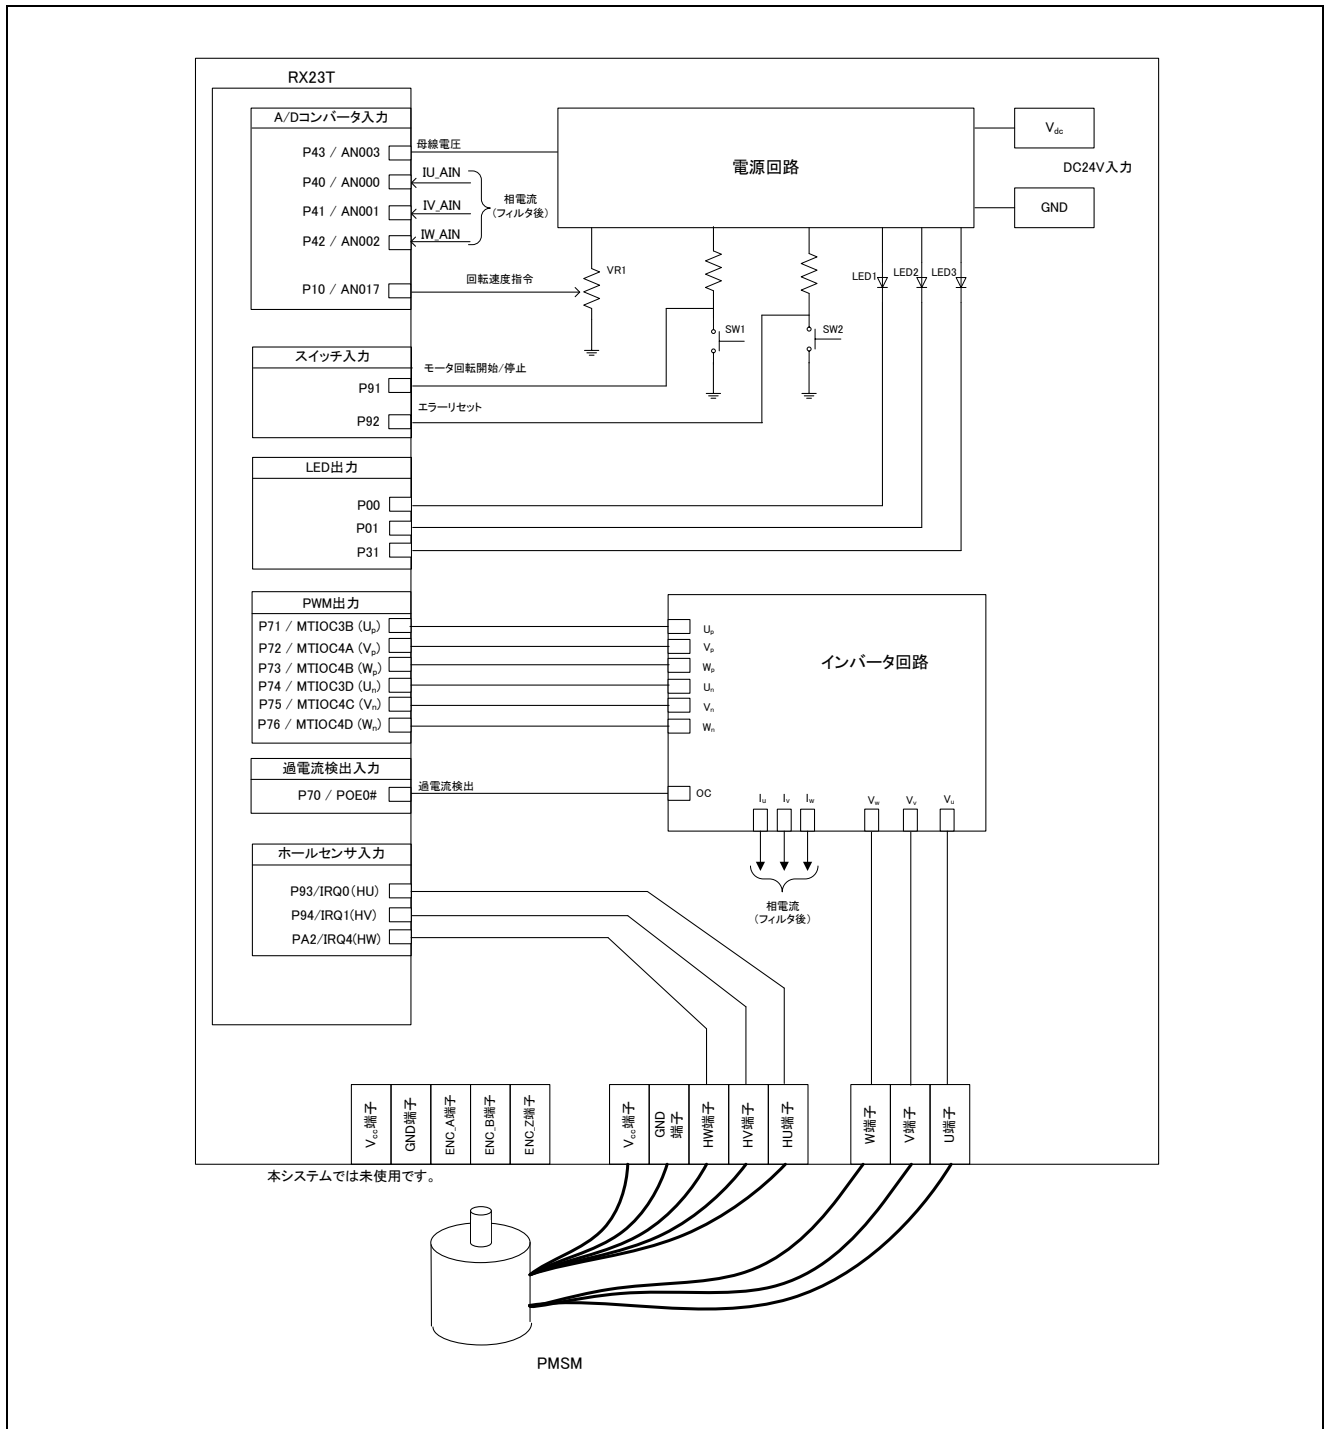 RX23T
A/Dコンバータ入力
P43 / AN003
P40 / AN000
P41 / AN001
P42 / AN002
P10 / AN017
母線電圧
IU_AIN
IV_AIN
IW_AIN
相電流
(フィルタ後)
回転速度指令
電源回路
Vdc
DC24V入力
GND
VR1
SW1
SW2
LED1
LED2
LED3
スイッチ入力
P91
P92
モータ回転開始/停止
エラーリセット
LED出力
P00
P01
P31
PWM出力
P71 / MTIOC3B (Up)
P72 / MTIOC4A (Vp)
P73 / MTIOC4B (Wp)
P74 / MTIOC3D (Un)
P75 / MTIOC4C (Vn)
P76 / MTIOC4D (Wn)
Up
Vp
Wp
Un
Vn
Wn
インバータ回路
過電流検出入力
P70 / POE0#
過電流検出
OC
Iu
Iv
Iw
Vw
Vv
Vu
相電流
(フィルタ後)
ホールセンサ入力
P93/IRQ0(HU)
P94/IRQ1(HV)
PA2/IRQ4(HW)
Vcc端子
GND端子
ENC_A端子
ENC_B端子
ENC_Z端子
Vcc端子
GND
端子
HW端子
HV端子
HU端子
W端子
V端子
U端子
本システムでは未使用です。
PMSM